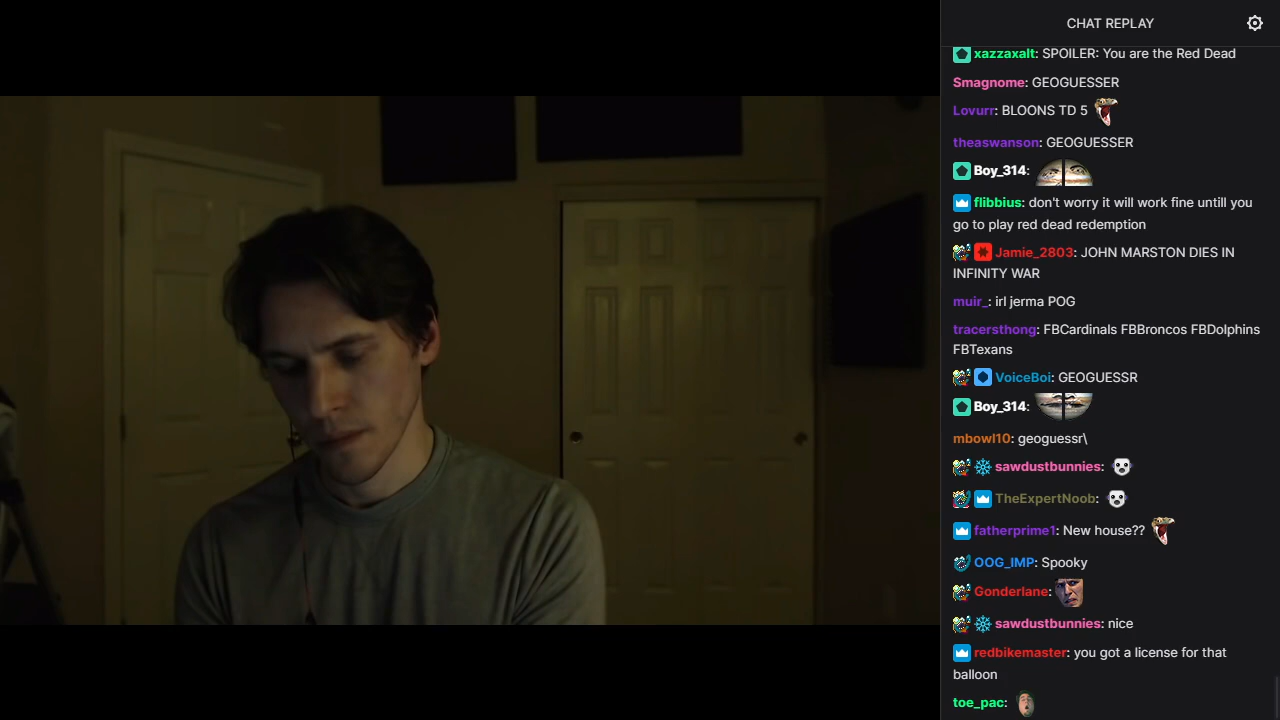 CHAT REPLAY
xazzaxalt: SPOILER: You are the Red Dead
Smagnome: GEOGUESSER
Lovurr: BLOONS TD 5
theaswanson: GEOGUESSER
Boy_314:
flibbius: don't worry it will work fine untill you
go to play red dead redemption
Jamie_2803: JOHN MARSTON DIES IN
INFINITY WAR
muir_: irl jerma POG
tracersthong: FBCardinals FBBroncos FBDolphins
FBTexans
VoiceBoi: GEOGUESSR
Boy_314:
mbowl10: geoguessr\
sawdustbunnies:
TheExpertNoob:
fatherprime1: New house??
OOG_IMP: Spooky
Gonderlane:
sawdustbunnies: nice
redbikemaster: you got a license for that
balloon
toe_pac: